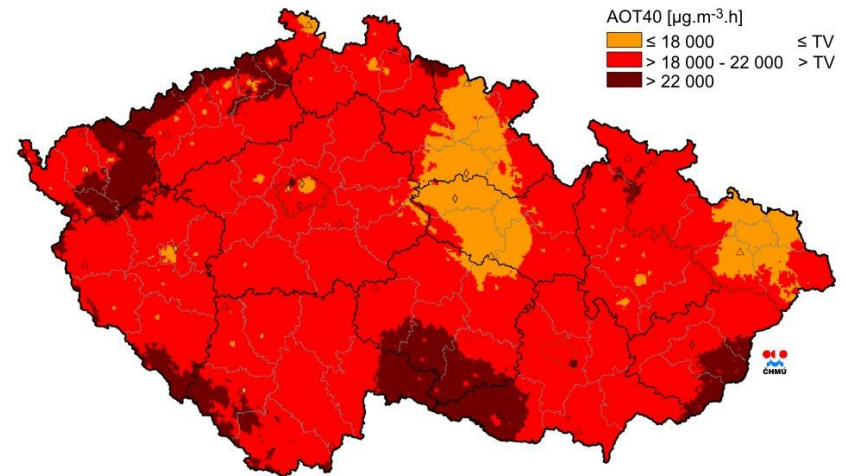 AOT40 [µg.m⁻³.h]
≤ 18 000 ≤ TV
> 18 000 - 22 000 > TV
> 22 000
ČHMÚ